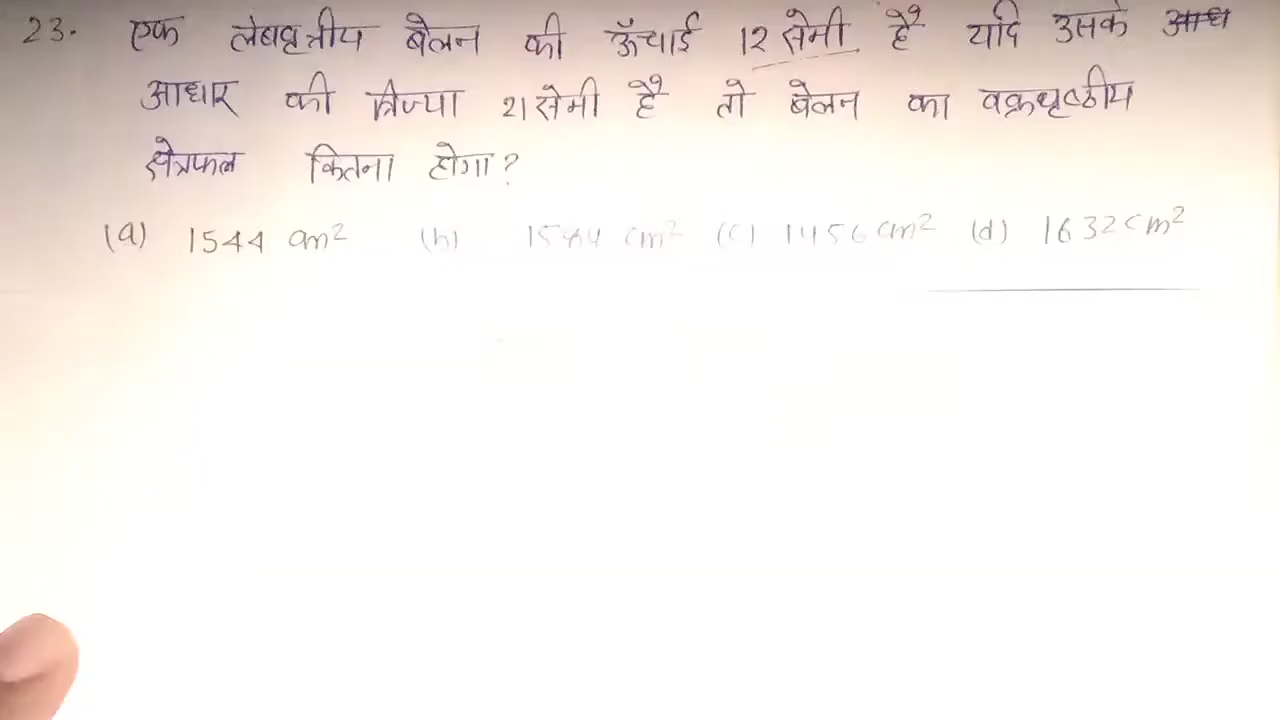 23. एक लंबवृत्तीय बेलन की ऊँचाई 12 सेमी है यदि उसके आध
आधार की त्रिज्या 21 सेमी है तो बेलन का वक्रपृष्ठीय
क्षेत्रफल कितना होगा?
(a) 1544 cm² (b) 1584 cm² (c) 1456 cm² (d) 1632 cm²